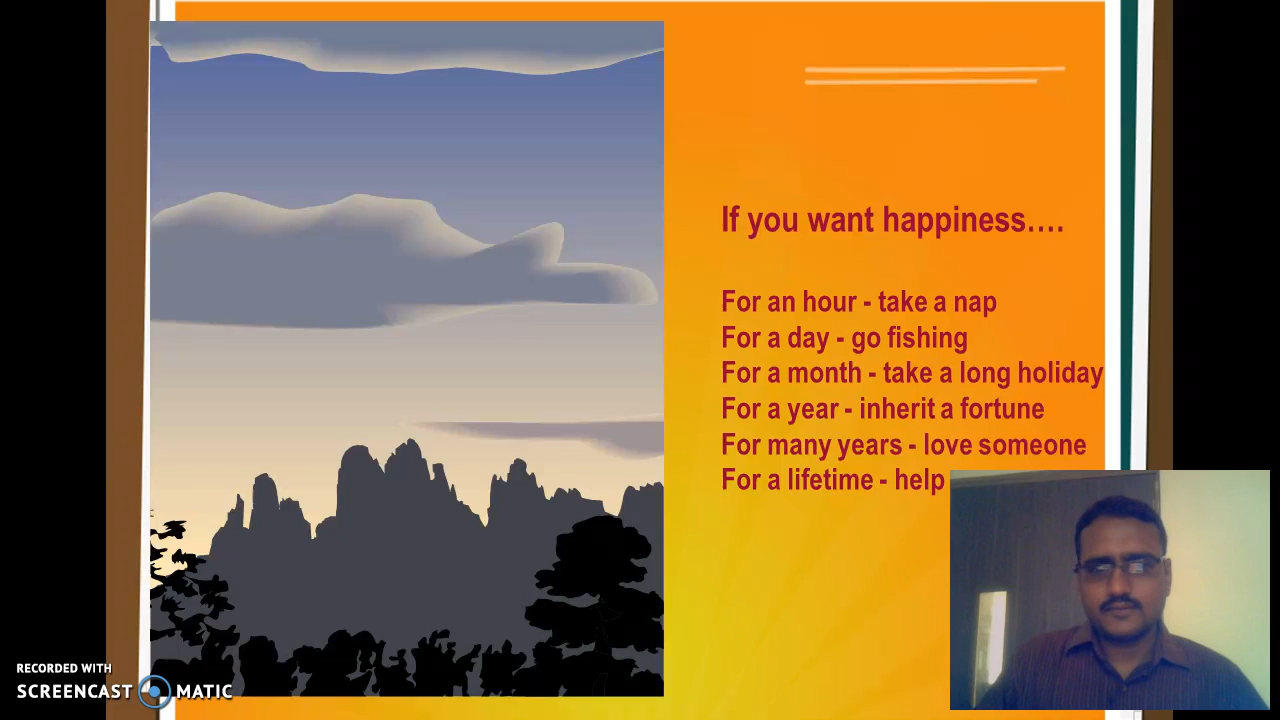 If you want happiness....
For an hour - take a nap
For a day - go fishing
For a month - take a long holiday
For a year - inherit a fortune
For many years - love someone
For a lifetime - help
RECORDED WITH
SCREENCAST MATIC